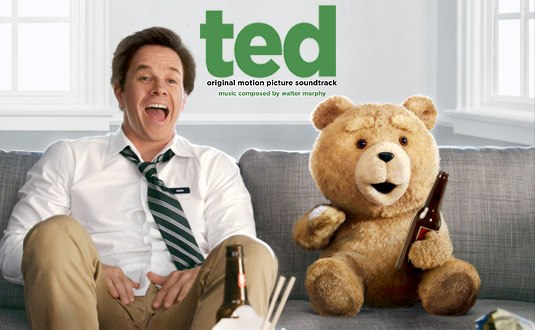 ted
original motion picture soundtrack
music composed by walter murphy